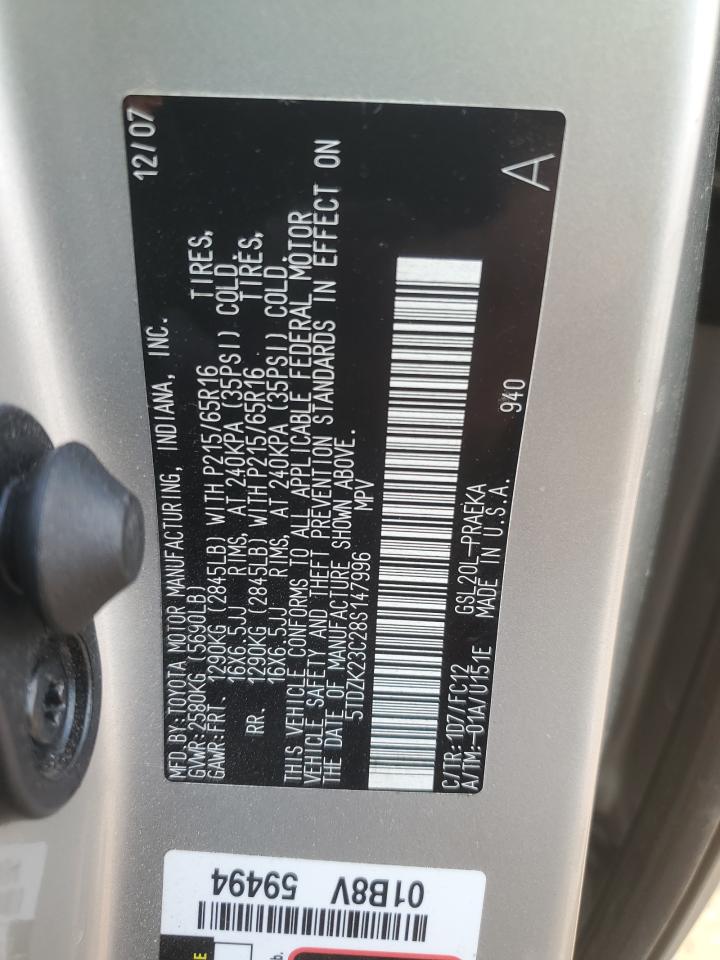 MFD.BY:TOYOTA MOTOR MANUFACTURING, INDIANA, INC. 12/07
GVWR:2580KG (5690LB)
GAWR:FRT 1290KG (2845LB) WITH P215/65R16 TIRES,
16X6.5JJ RIMS, AT 240KPA (35PSI) COLD.
RR. 1290KG (2845LB) WITH P215/65R16 TIRES,
16X6.5JJ RIMS, AT 240KPA (35PSI) COLD.
THIS VEHICLE CONFORMS TO ALL APPLICABLE FEDERAL MOTOR
VEHICLE SAFETY AND THEFT PREVENTION STANDARDS IN EFFECT ON
THE DATE OF MANUFACTURE SHOWN ABOVE.
5TDZK23C28S147996 MPV
C/TR:1D7/FC12 GSL20L-PRAEKA 940
A/TM:-01A/U151E MADE IN U.S.A.
A
01B8V 59494